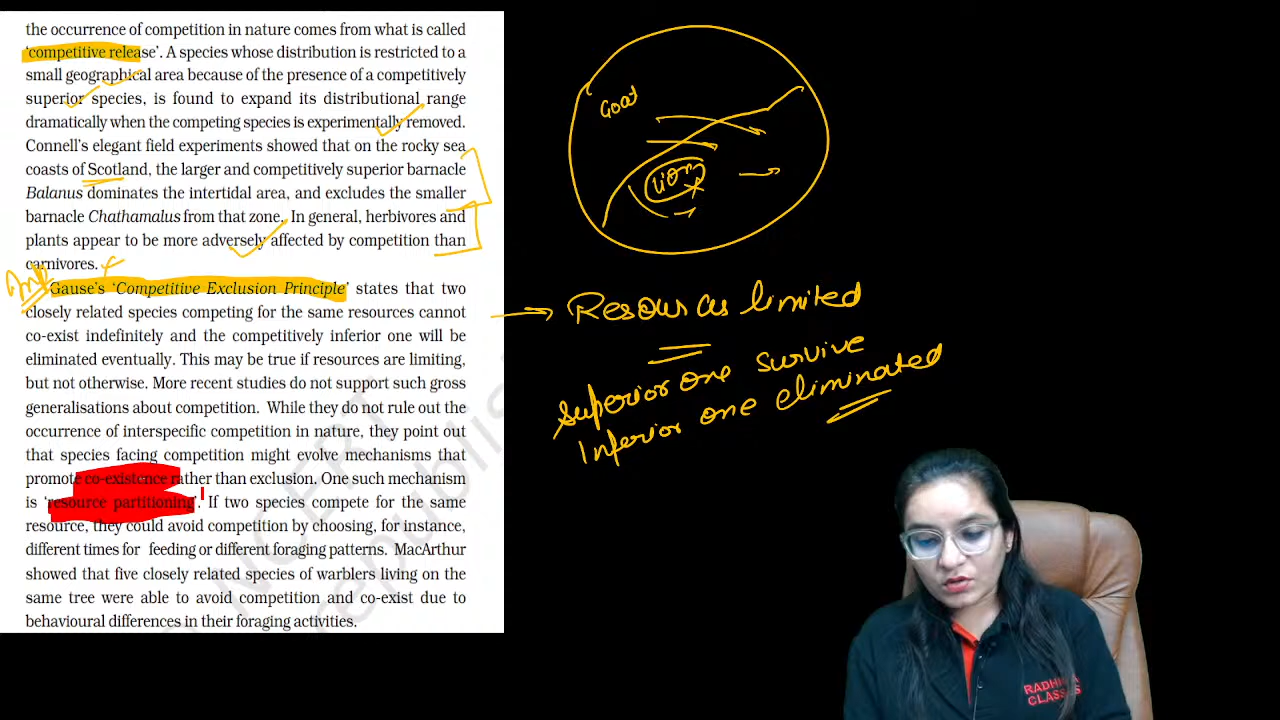 the occurrence of competition in nature comes from what is called
'competitive release'. A species whose distribution is restricted to a
small geographical area because of the presence of a competitively
superior species, is found to expand its distributional range
dramatically when the competing species is experimentally removed.
Connell's elegant field experiments showed that on the rocky sea
coasts of Scotland, the larger and competitively superior barnacle
Balanus dominates the intertidal area, and excludes the smaller
barnacle Chathamalus from that zone. In general, herbivores and
plants appear to be more adversely affected by competition than
carnivores.
Imp
Gause's 'Competitive Exclusion Principle' states that two
closely related species competing for the same resources cannot
co-exist indefinitely and the competitively inferior one will be
eliminated eventually. This may be true if resources are limiting,
but not otherwise. More recent studies do not support such gross
generalisations about competition. While they do not rule out the
occurrence of interspecific competition in nature, they point out
that species facing competition might evolve mechanisms that
promote co-existence rather than exclusion. One such mechanism
is 'resource partitioning'. If two species compete for the same
resource, they could avoid competition by choosing, for instance,
different times for feeding or different foraging patterns. MacArthur
showed that five closely related species of warblers living on the
same tree were able to avoid competition and co-exist due to
behavioural differences in their foraging activities.
Goat
Lion
Resources limited
Superior one survive
Inferior one eliminated
NCERT
republis
RADHI
CLASSES